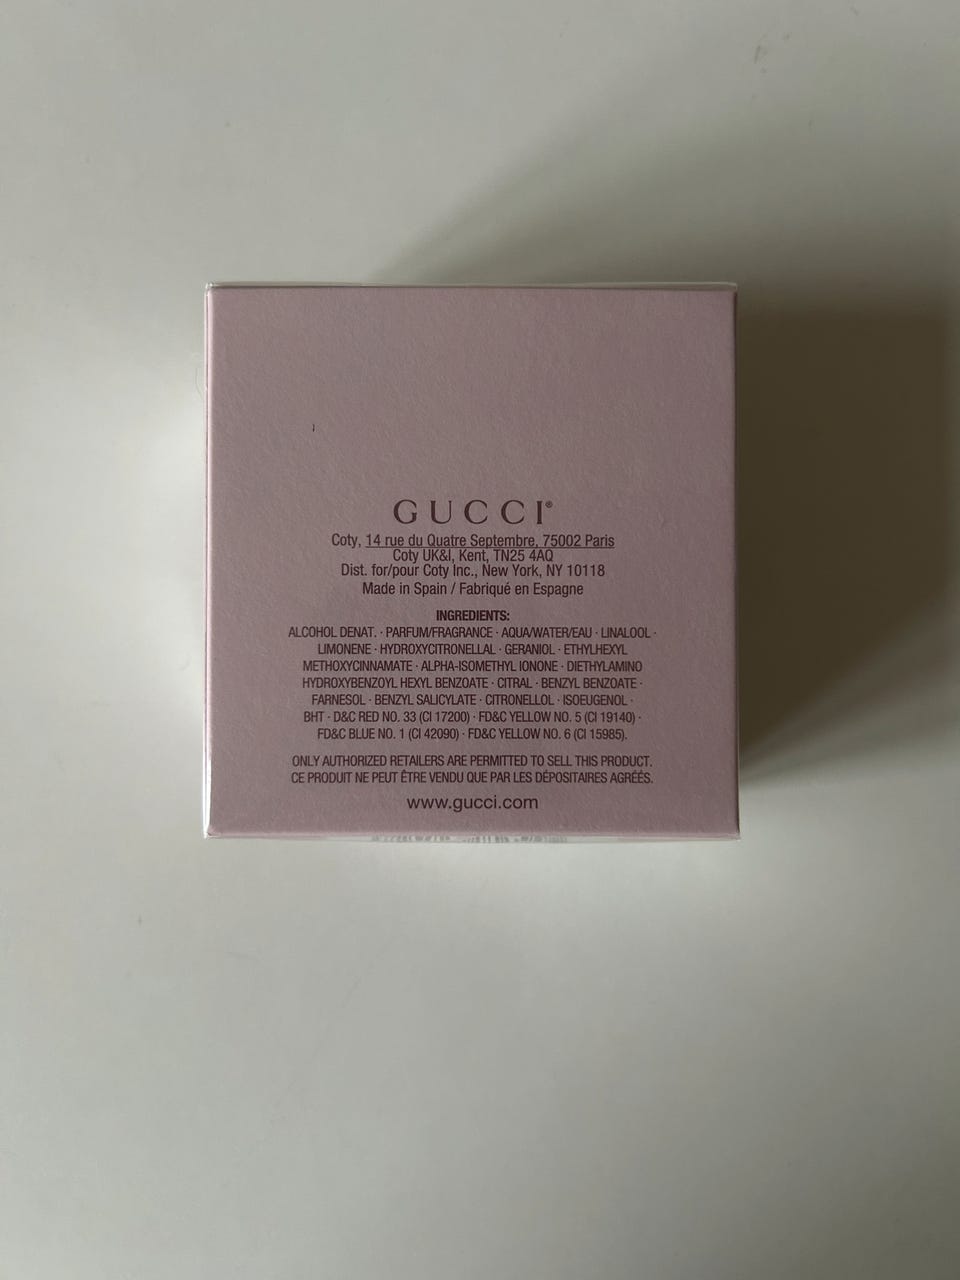 GUCCI®
Coty, 14 rue du Quatre Septembre, 75002 Paris
Coty UK&I, Kent, TN25 4AQ
Dist. for/pour Coty Inc., New York, NY 10118
Made in Spain / Fabriqué en Espagne
INGREDIENTS:
ALCOHOL DENAT. · PARFUM/FRAGRANCE · AQUA/WATER/EAU · LINALOOL ·
LIMONENE · HYDROXYCITRONELLAL · GERANIOL · ETHYLHEXYL
METHOXYCINNAMATE · ALPHA-ISOMETHYL IONONE · DIETHYLAMINO
HYDROXYBENZOYL HEXYL BENZOATE · CITRAL · BENZYL BENZOATE ·
FARNESOL · BENZYL SALICYLATE · CITRONELLOL · ISOEUGENOL ·
BHT · D&C RED NO. 33 (CI 17200) · FD&C YELLOW NO. 5 (CI 19140) ·
FD&C BLUE NO. 1 (CI 42090) · FD&C YELLOW NO. 6 (CI 15985).
ONLY AUTHORIZED RETAILERS ARE PERMITTED TO SELL THIS PRODUCT.
CE PRODUIT NE PEUT ÊTRE VENDU QUE PAR LES DÉPOSITAIRES AGRÉÉS.
www.gucci.com